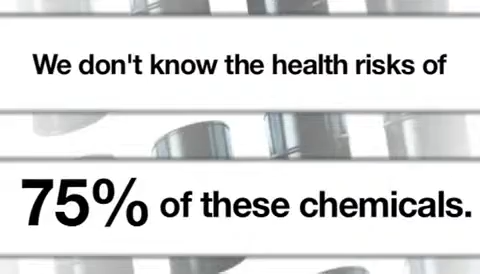 We don't know the health risks of
75% of these chemicals.